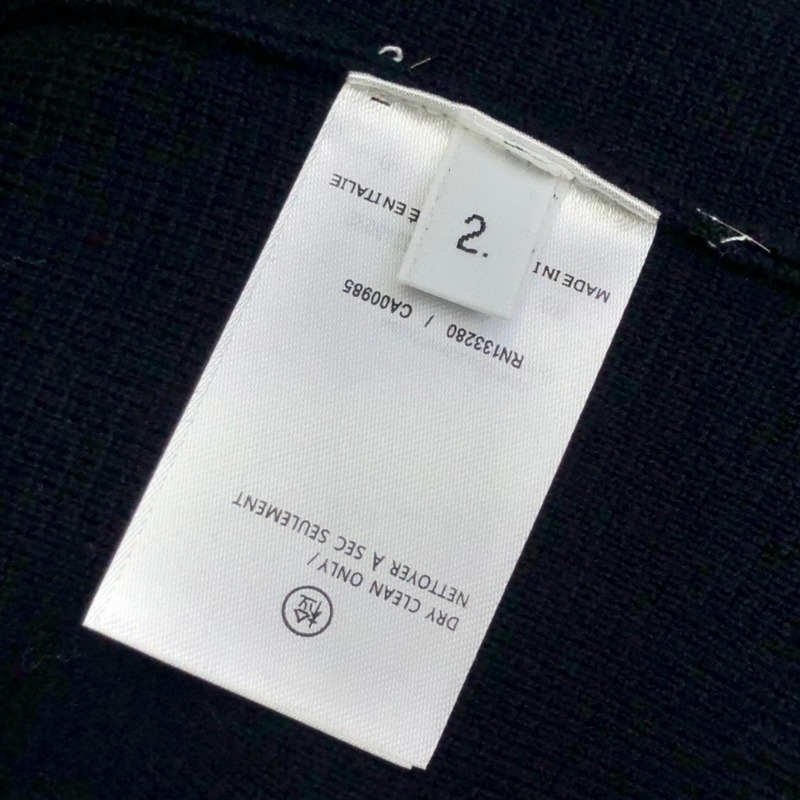 2.
DRY CLEAN ONLY/
NETTOYER A SEC SEULEMENT
RN133280 / CA00985
MADE IN EN ITALIE